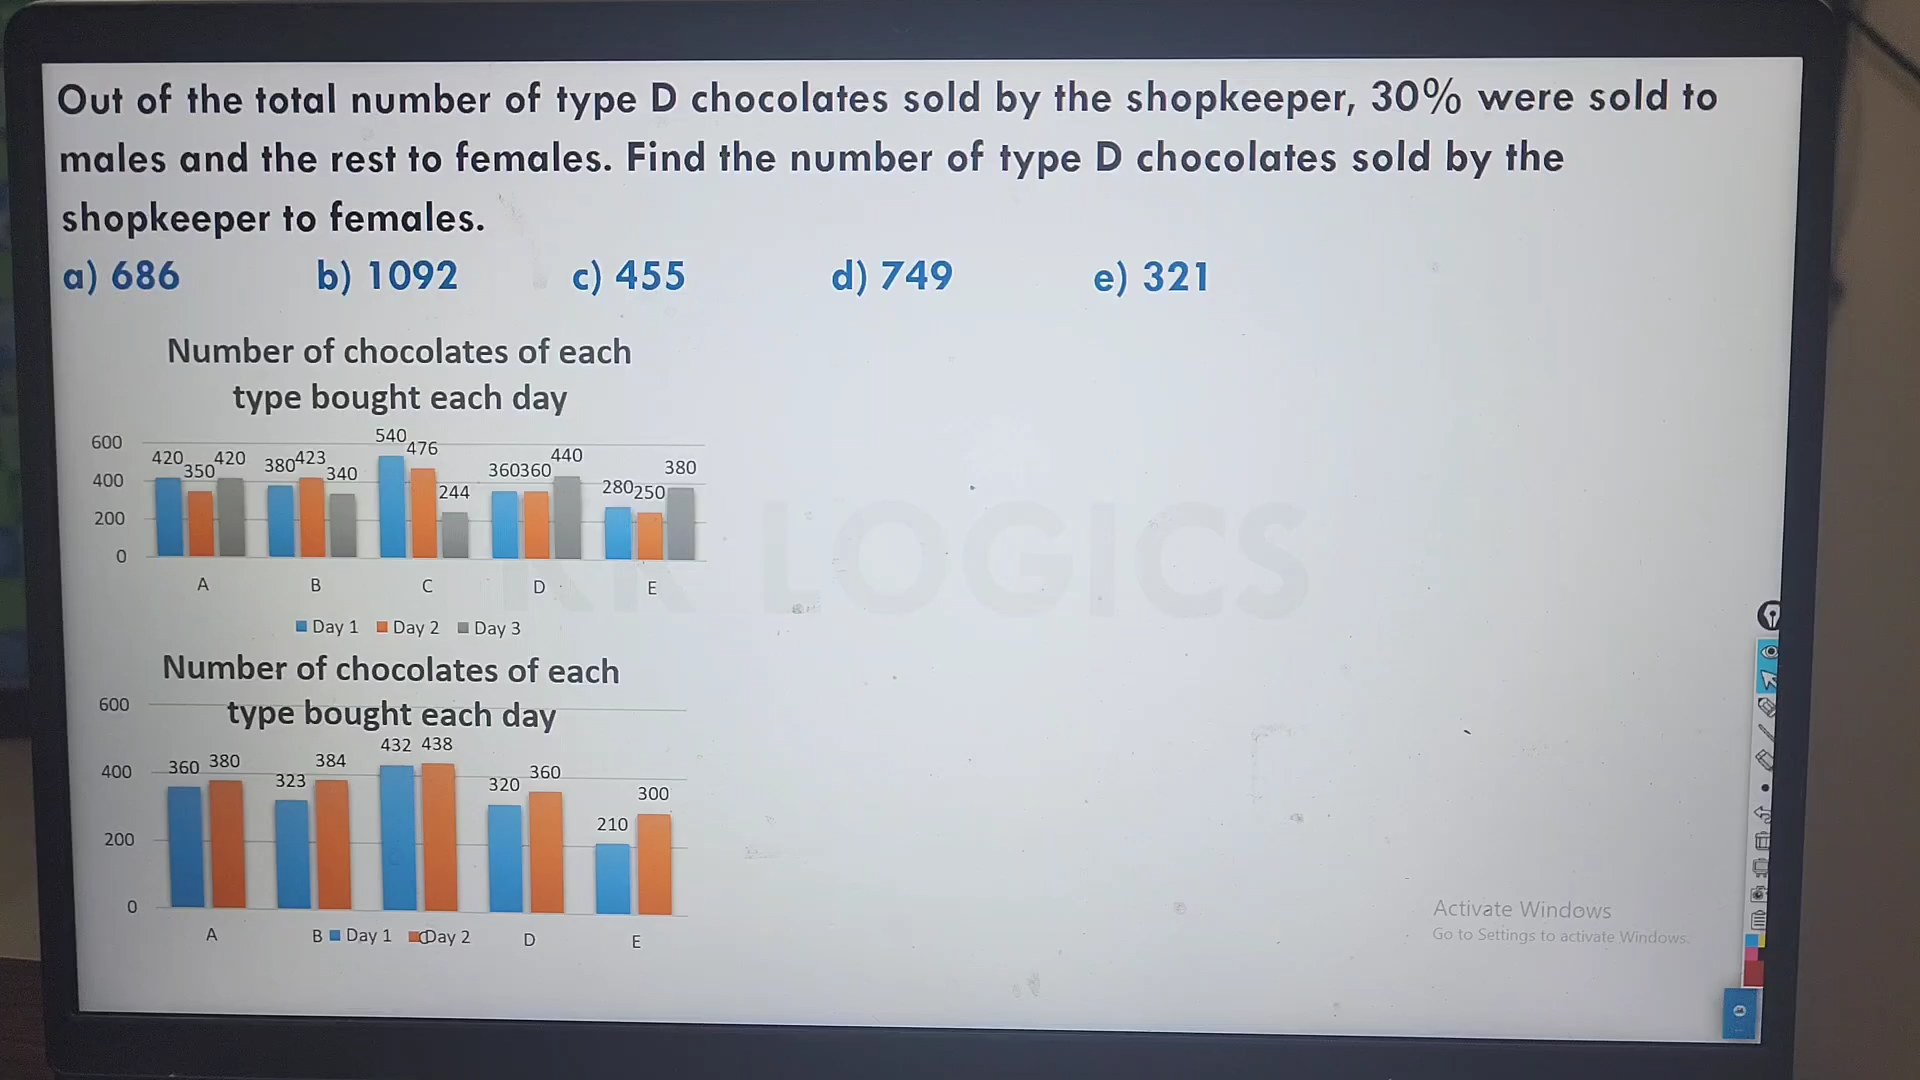 Out of the total number of type D chocolates sold by the shopkeeper, 30% were sold to
males and the rest to females. Find the number of type D chocolates sold by the
shopkeeper to females.
a) 686 b) 1092 c) 455 d) 749 e) 321
Number of chocolates of each
type bought each day
600
400
200
0
420 350 420
380 423 340
540 476 244
360 360 440
280 250 380
A B C D E
Day 1 Day 2 Day 3
KR LOGICS
Number of chocolates of each
type bought each day
600
400
200
0
360 380
323 384
432 438
320 360
210 300
A B C D E
Day 1 Day 2
Activate Windows
Go to Settings to activate Windows.